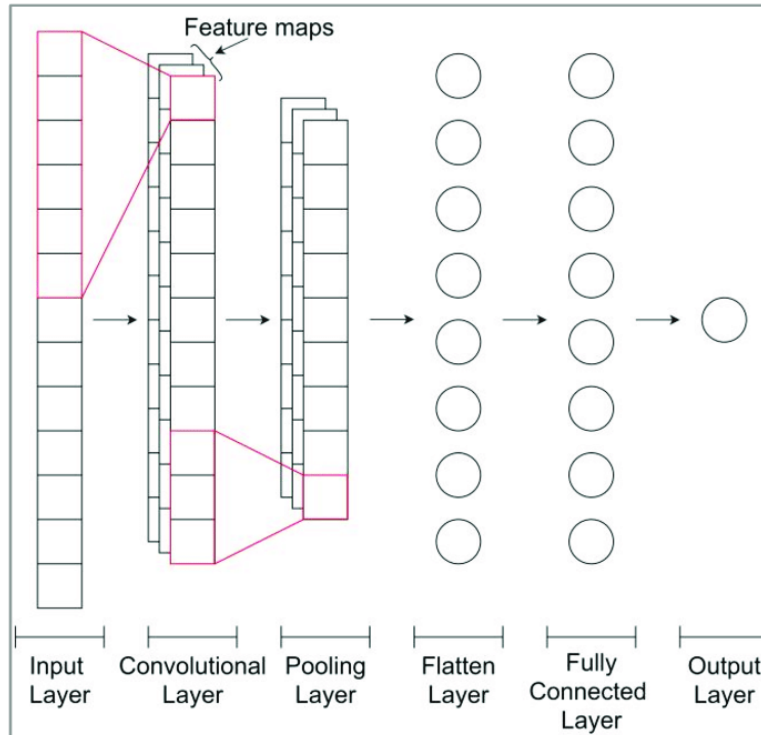 Feature maps
Input
Layer
Convolutional
Layer
Pooling
Layer
Flatten
Layer
Fully
Connected
Layer
Output
Layer